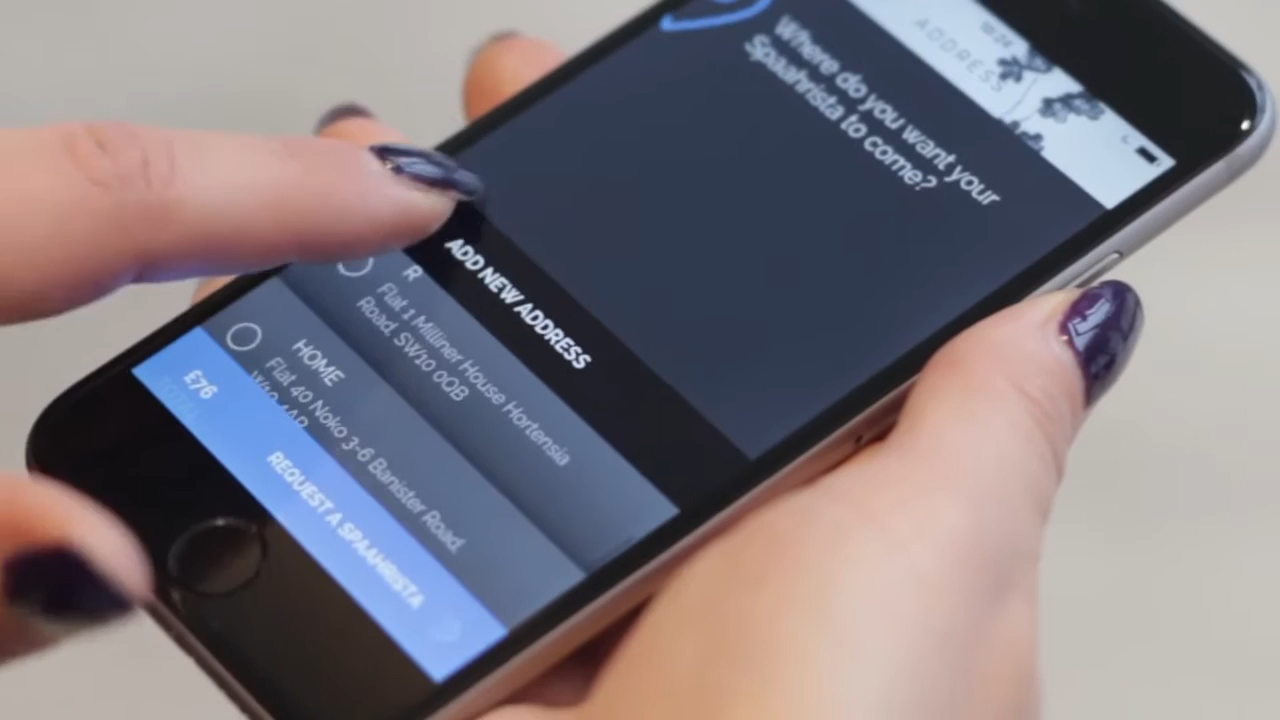 ADDRESS
Where do you want your
Spaahrista to come?
ADD NEW ADDRESS
R
Flat 1 Milliner House Hortensia
Road, SW10 0QB
HOME
Flat 40 Noko 3-6 Banister Road,
£76
TOTAL
REQUEST A SPAAHRISTA